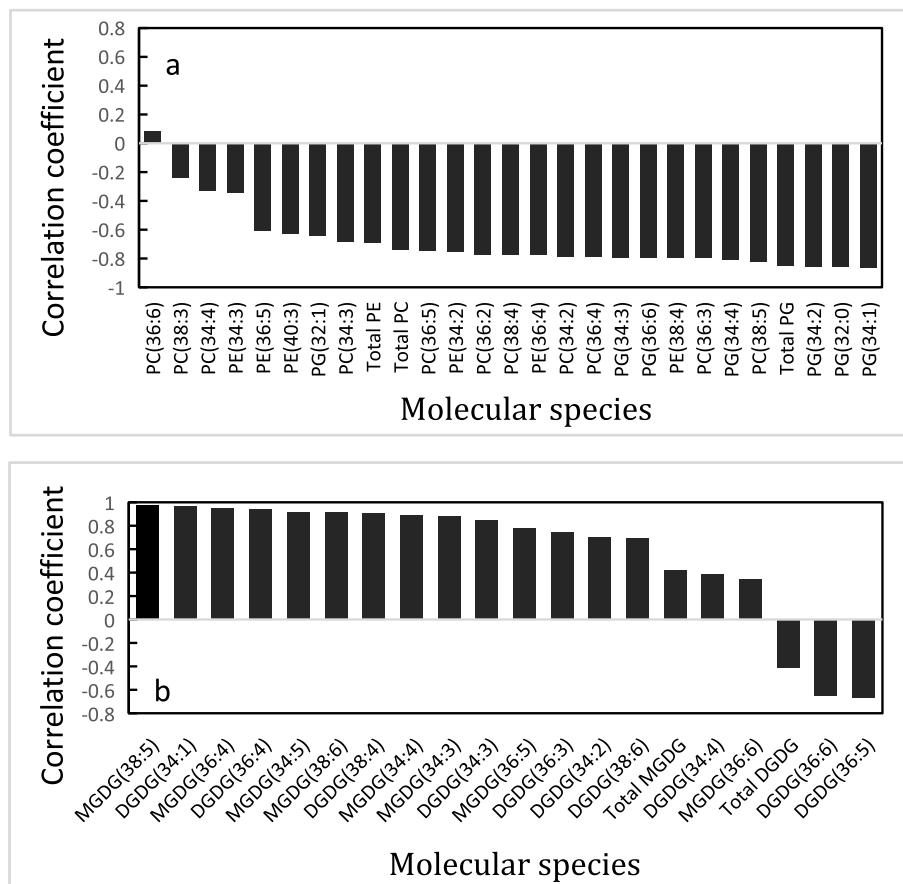 0.8
a
0.6
0.4
0.2
0
-0.2
-0.4
-0.6
-0.8
-1
Correlation coefficient
PC(36:6)
PC(38:3)
PC(34:4)
PE(34:3)
PE(36:5)
PE(40:3)
PG(32:1)
PC(34:3)
Total PE
Total PC
PC(36:5)
PE(34:2)
PC(36:2)
PC(38:4)
PE(36:4)
PC(34:2)
PC(36:4)
PG(34:3)
PG(36:6)
PE(38:4)
PC(36:3)
PG(34:4)
PC(38:5)
Total PG
PG(34:2)
PG(32:0)
PG(34:1)
Molecular species
1
0.8
0.6
0.4
0.2
0
-0.2
-0.4
-0.6
-0.8
b
Correlation coefficient
MGDG(38:5)
DGDG(34:1)
MGDG(36:4)
DGDG(36:4)
MGDG(34:5)
MGDG(38:6)
DGDG(38:4)
MGDG(34:4)
MGDG(34:3)
DGDG(34:3)
MGDG(36:5)
DGDG(36:3)
DGDG(34:2)
DGDG(38:6)
Total MGDG
DGDG(34:4)
MGDG(36:6)
Total DGDG
DGDG(36:6)
DGDG(36:5)
Molecular species